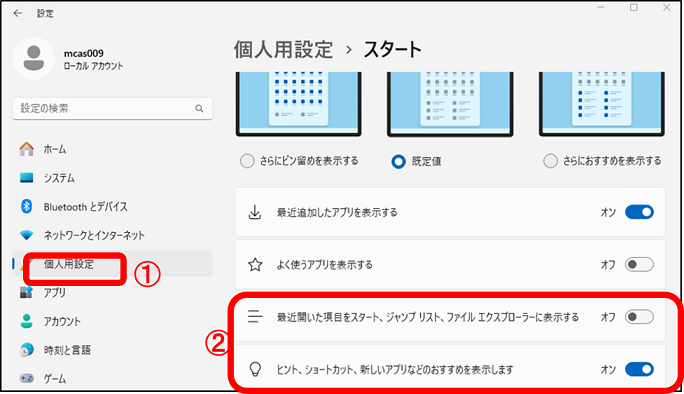 設定
mcas009
ローカル アカウント
設定の検索
ホーム
システム
Bluetooth とデバイス
ネットワークとインターネット
個人用設定
①
アプリ
アカウント
時刻と言語
ゲーム
個人用設定 › スタート
さらにピン留めを表示する
既定値
さらにおすすめを表示する
最近追加したアプリを表示する オン
よく使うアプリを表示する オフ
②
最近開いた項目をスタート、ジャンプ リスト、ファイル エクスプローラーに表示する オフ
ヒント、ショートカット、新しいアプリなどのおすすめを表示します オン